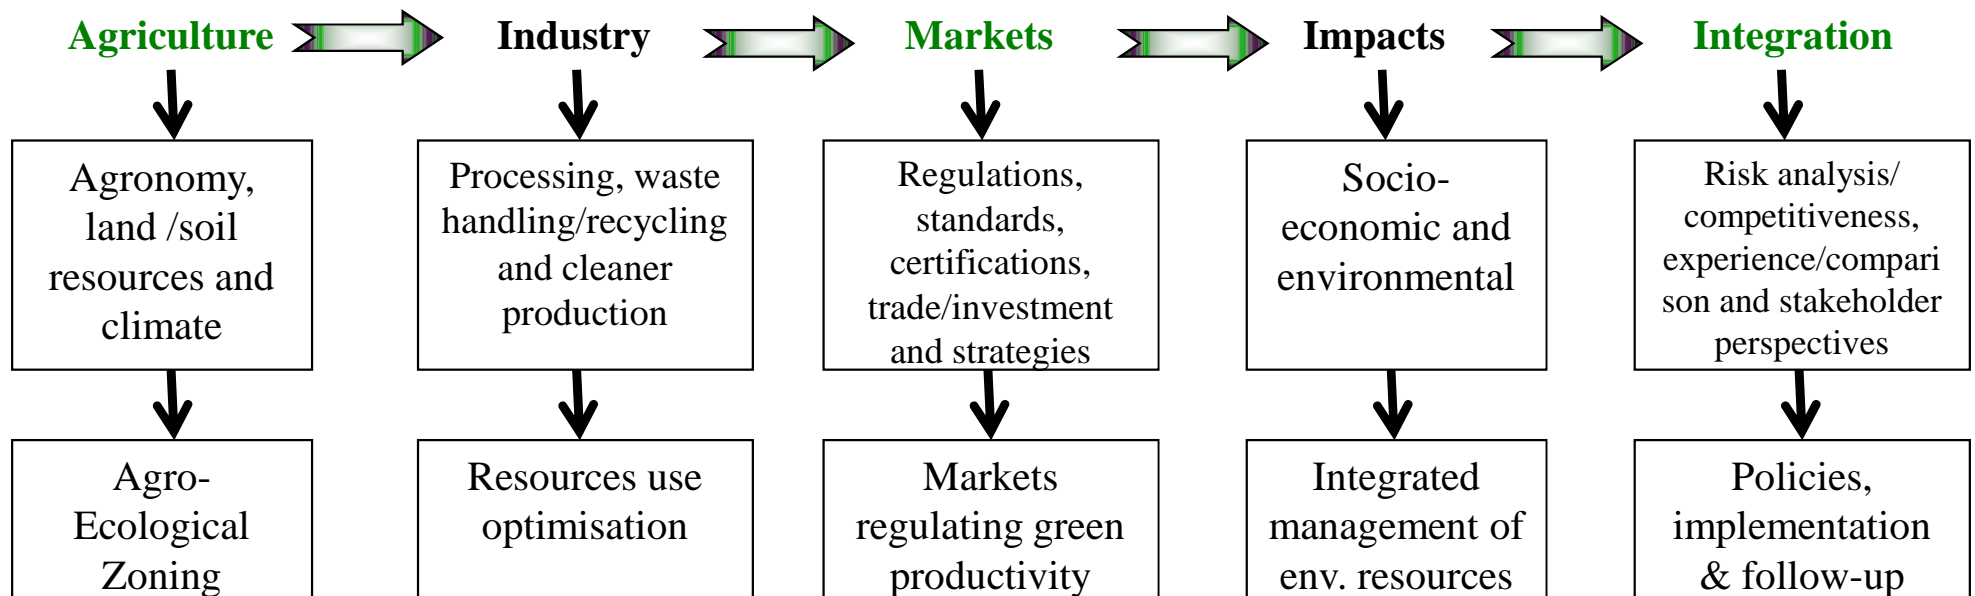 Agriculture
Industry
Markets
Impacts
Integration
Agronomy,
land /soil
resources and
climate
Processing, waste
handling/recycling
and cleaner
production
Regulations,
standards,
certifications,
trade/investment
and strategies
Socio-
economic and
environmental
Risk analysis/
competitiveness,
experience/compari
son and stakeholder
perspectives
Agro-
Ecological
Zoning
Resources use
optimisation
Markets
regulating green
productivity
Integrated
management of
env. resources
Policies,
implementation
& follow-up